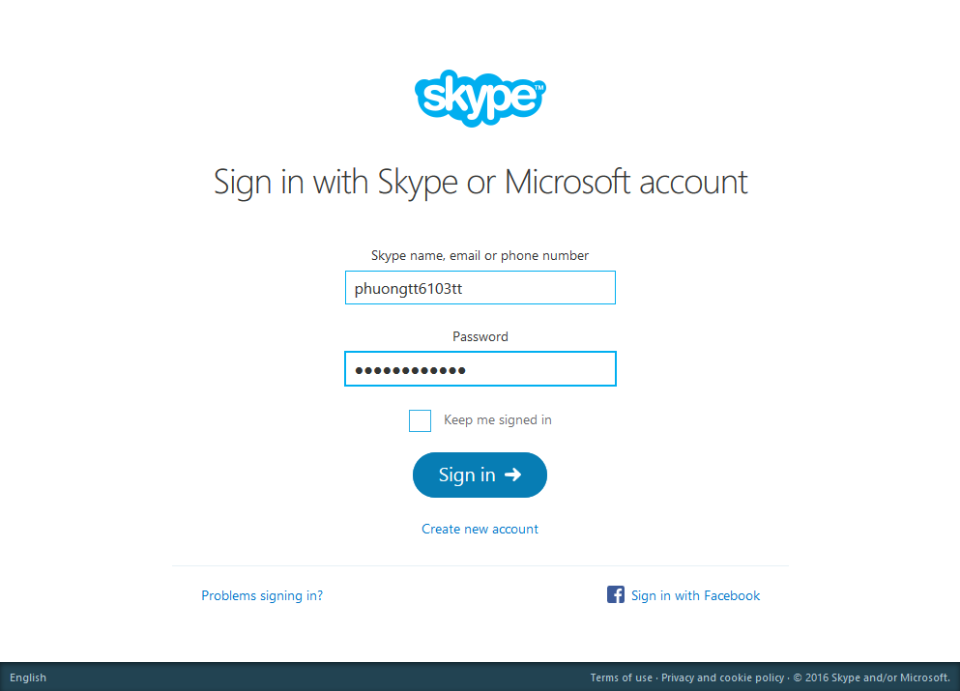 skype™
Sign in with Skype or Microsoft account
Skype name, email or phone number
phuongtt6103tt
Password
••••••••••••
Keep me signed in
Sign in →
Create new account
Problems signing in?
Sign in with Facebook
English
Terms of use · Privacy and cookie policy · © 2016 Skype and/or Microsoft.